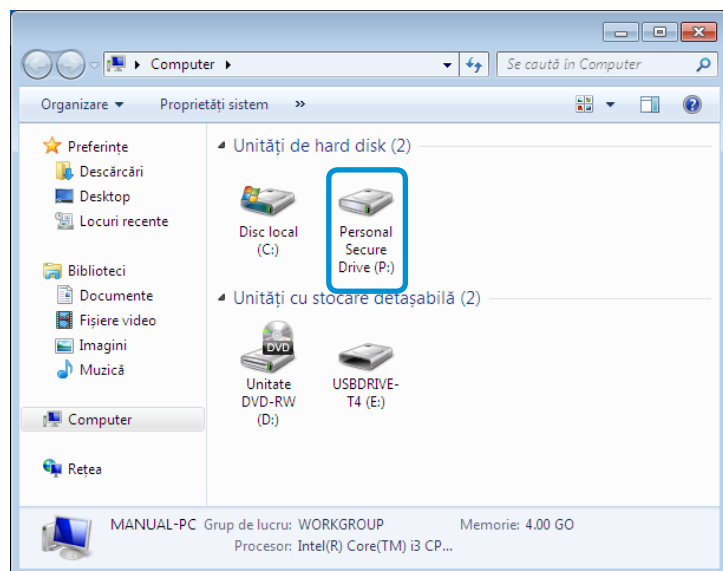 Computer
Se caută în Computer
Organizare
Proprietăți sistem
»
Preferințe
Descărcări
Desktop
Locuri recente
Biblioteci
Documente
Fișiere video
Imagini
Muzică
Computer
Rețea
Unități de hard disk (2)
Disc local
(C:)
Personal
Secure
Drive (P:)
Unități cu stocare detașabilă (2)
DVD
Unitate
DVD-RW
(D:)
USBDRIVE-
T4 (E:)
MANUAL-PC Grup de lucru: WORKGROUP Memorie: 4.00 GO
Procesor: Intel(R) Core(TM) i3 CP...